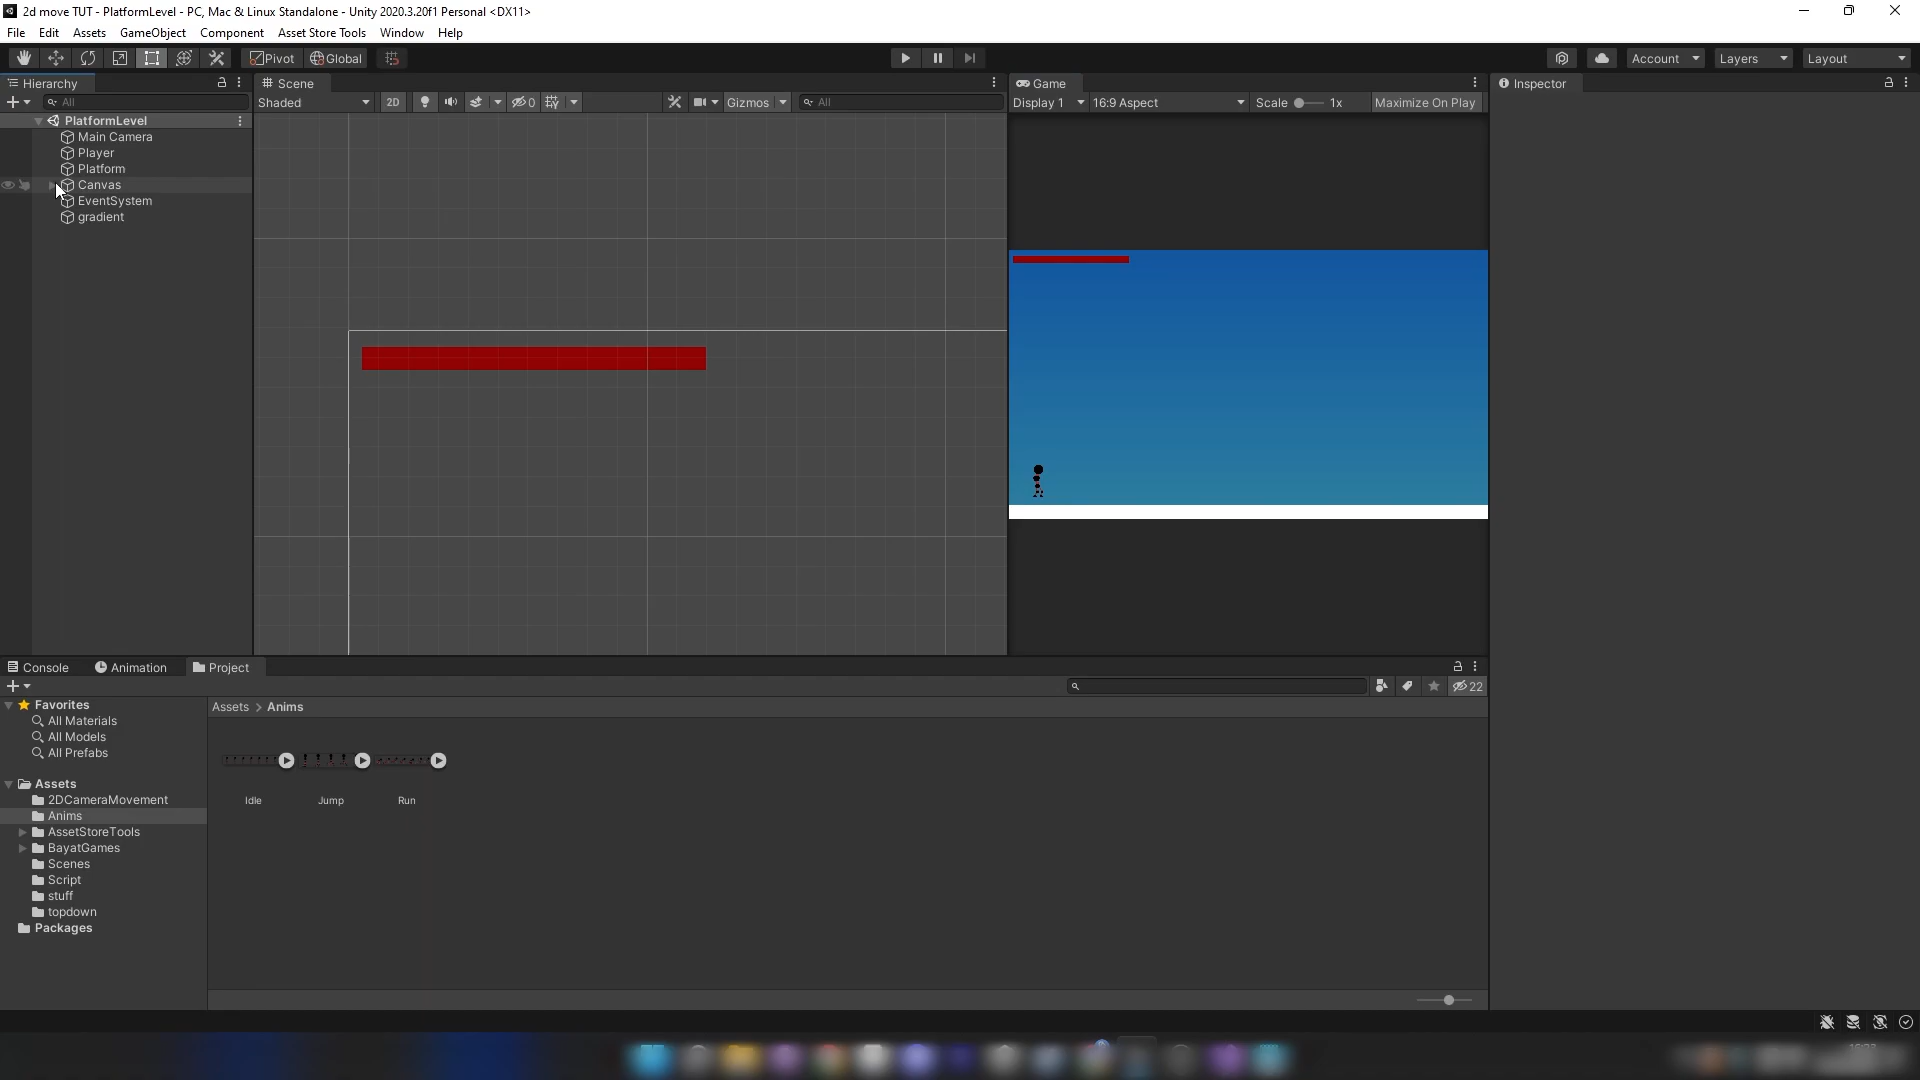 2d move TUT - PlatformLevel - PC, Mac & Linux Standalone - Unity 2020.3.20f1 Personal <DX11>
File Edit Assets GameObject Component Asset Store Tools Window Help
Pivot Global Account Layers Layout
Hierarchy Scene Game Inspector
All Shaded 2D 0 Gizmos All Display 1 16:9 Aspect Scale 1x Maximize On Play
PlatformLevel
Main Camera
Player
Platform
Canvas
EventSystem
gradient
Console Animation Project
22
Favorites
All Materials
All Models
All Prefabs
Assets
2DCameraMovement
Anims
AssetStoreTools
BayatGames
Scenes
Script
stuff
topdown
Packages
Assets > Anims
Idle Jump Run